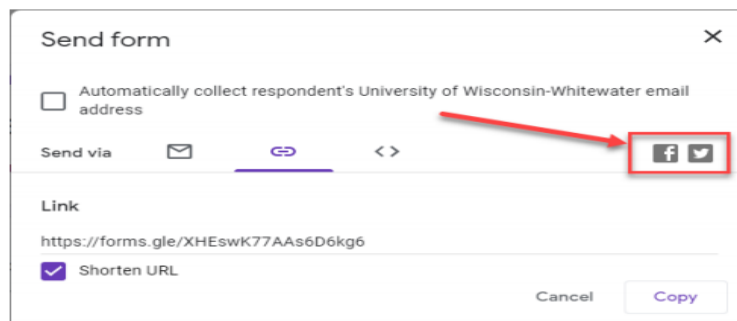 Send form
Automatically collect respondent's University of Wisconsin-Whitewater email
address
Send via
Link
https://forms.gle/XHEswK77AAs6D6kg6
Shorten URL
Cancel Copy